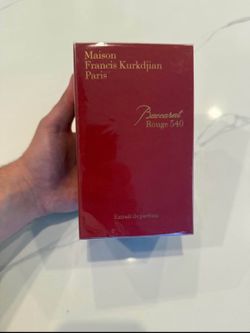 Maison
Francis Kurkdjian
Paris
Baccarat
Rouge 540
Extrait de parfum